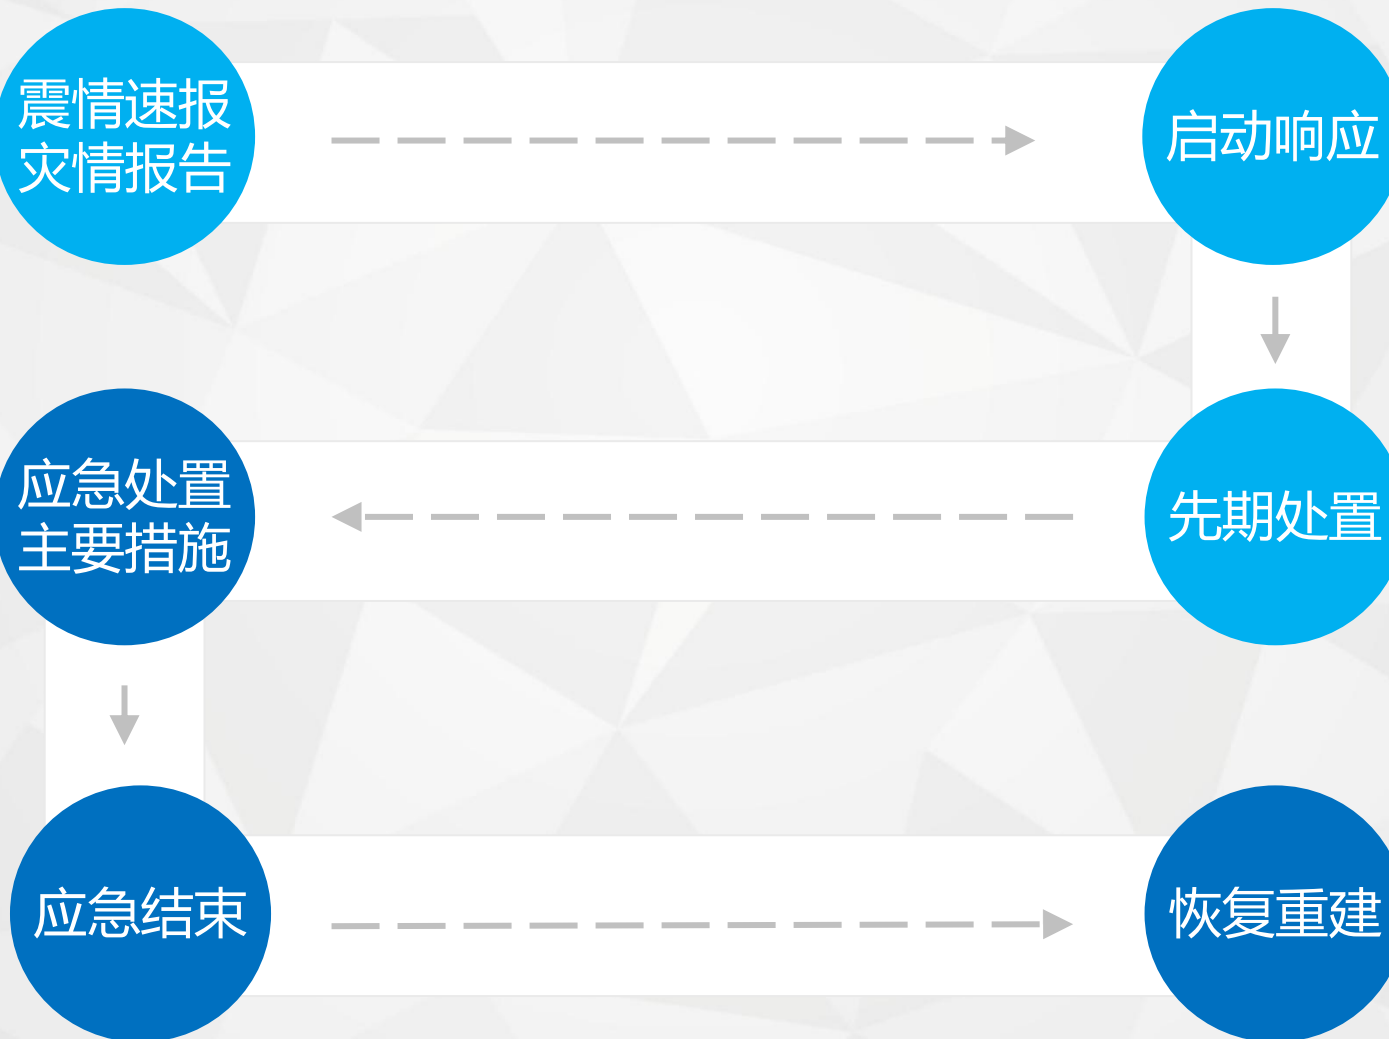 震情速报
灾情报告
启动响应
先期处置
应急处置
主要措施
应急结束
恢复重建